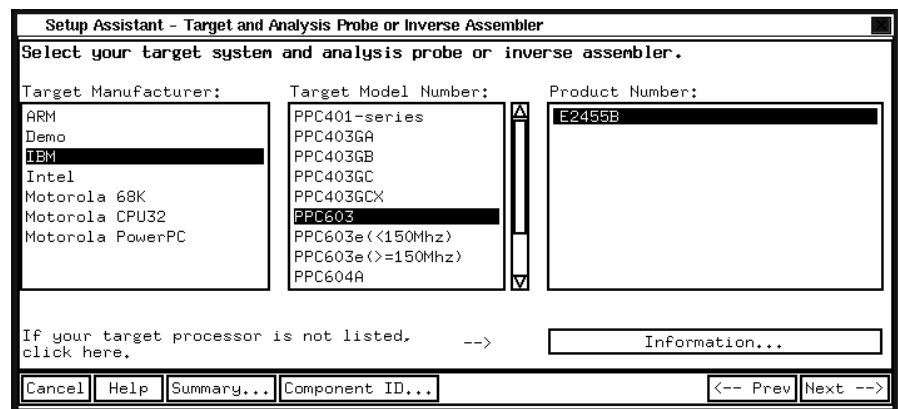 Setup Assistant - Target and Analysis Probe or Inverse Assembler
Select your target system and analysis probe or inverse assembler.
Target Manufacturer:
ARM
Demo
IBM
Intel
Motorola 68K
Motorola CPU32
Motorola PowerPC
Target Model Number:
PPC401-series
PPC403GA
PPC403GB
PPC403GC
PPC403GCX
PPC603
PPC603e(<150Mhz)
PPC603e(>=150Mhz)
PPC604A
Product Number:
E2455B
If your target processor is not listed,
click here.
-->
Information...
Cancel Help Summary... Component ID... <-- Prev Next -->